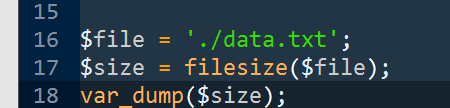 15
16 $file = './data.txt';
17 $size = filesize($file);
18 var_dump($size);